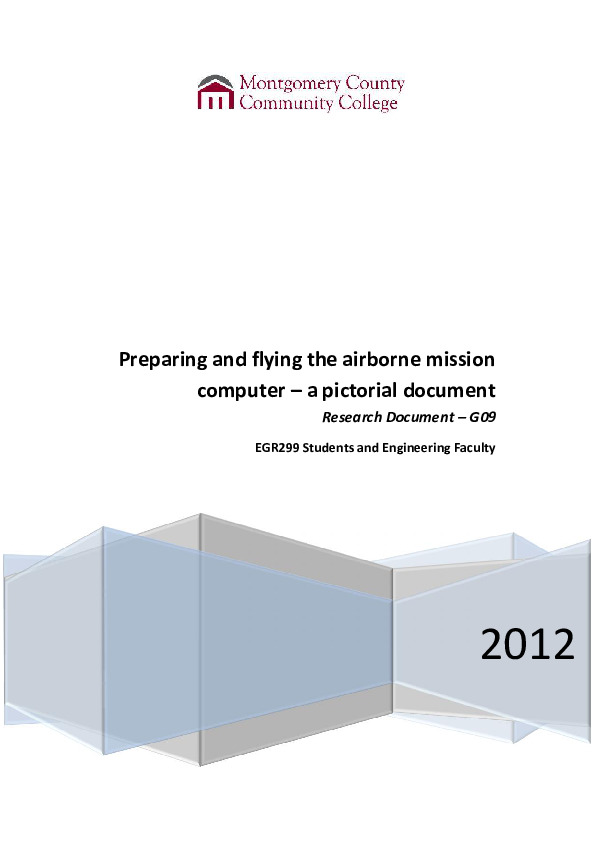 Montgomery County
Community College
Preparing and flying the airborne mission
computer – a pictorial document
Research Document – G09
EGR299 Students and Engineering Faculty
2012